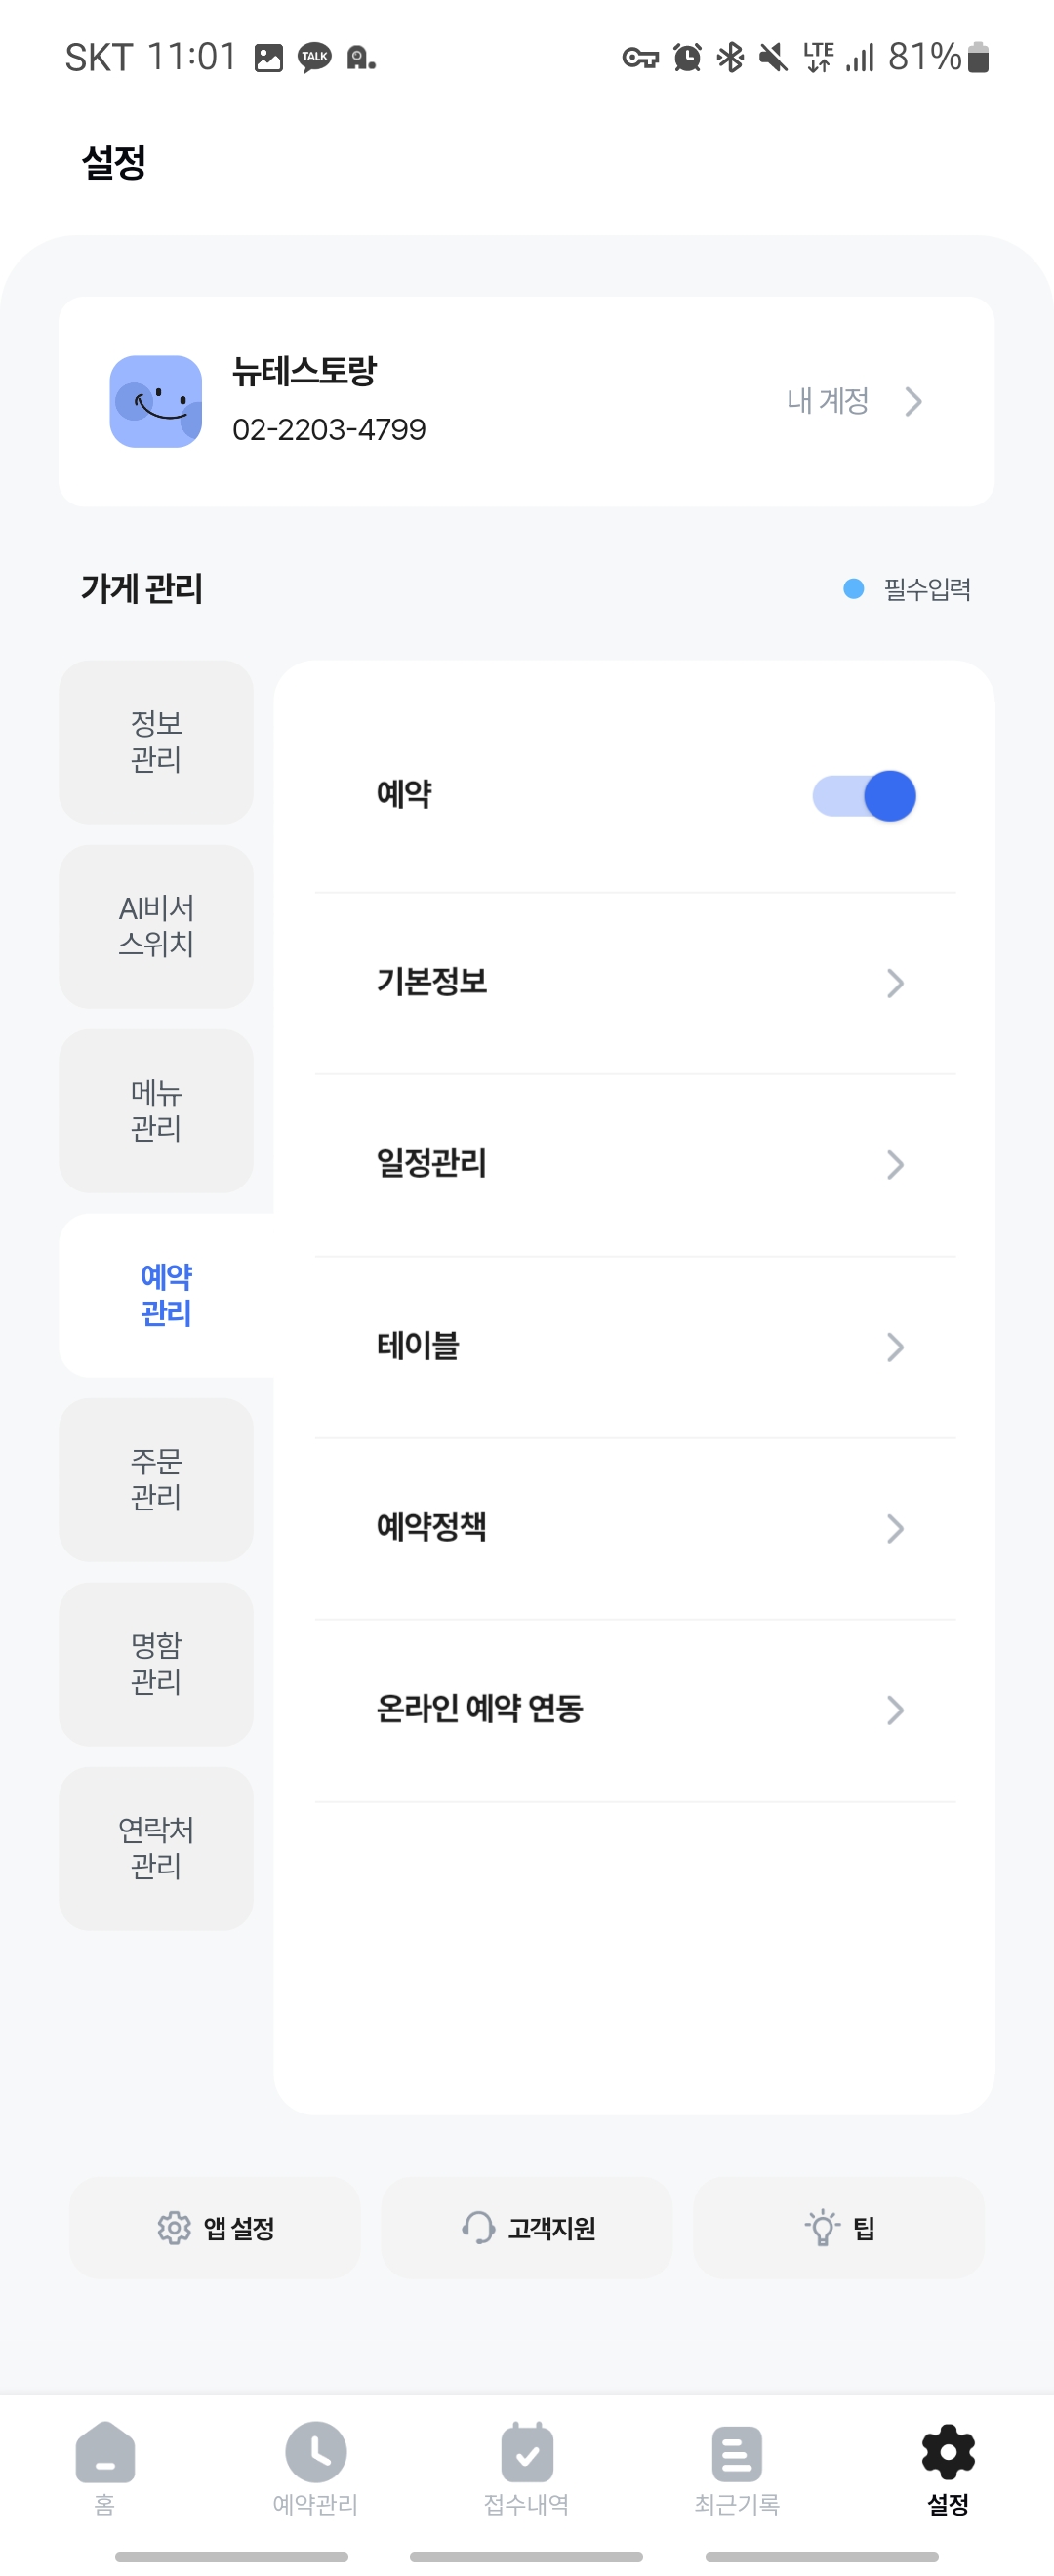 SKT 11:01 TALK LTE 81%
설정
뉴테스토랑
02-2203-4799
내 계정
가게 관리
필수입력
정보
관리
AI비서
스위치
메뉴
관리
예약
관리
주문
관리
명함
관리
연락처
관리
예약
기본정보
일정관리
테이블
예약정책
온라인 예약 연동
앱 설정
고객지원
팁
홈
예약관리
접수내역
최근기록
설정